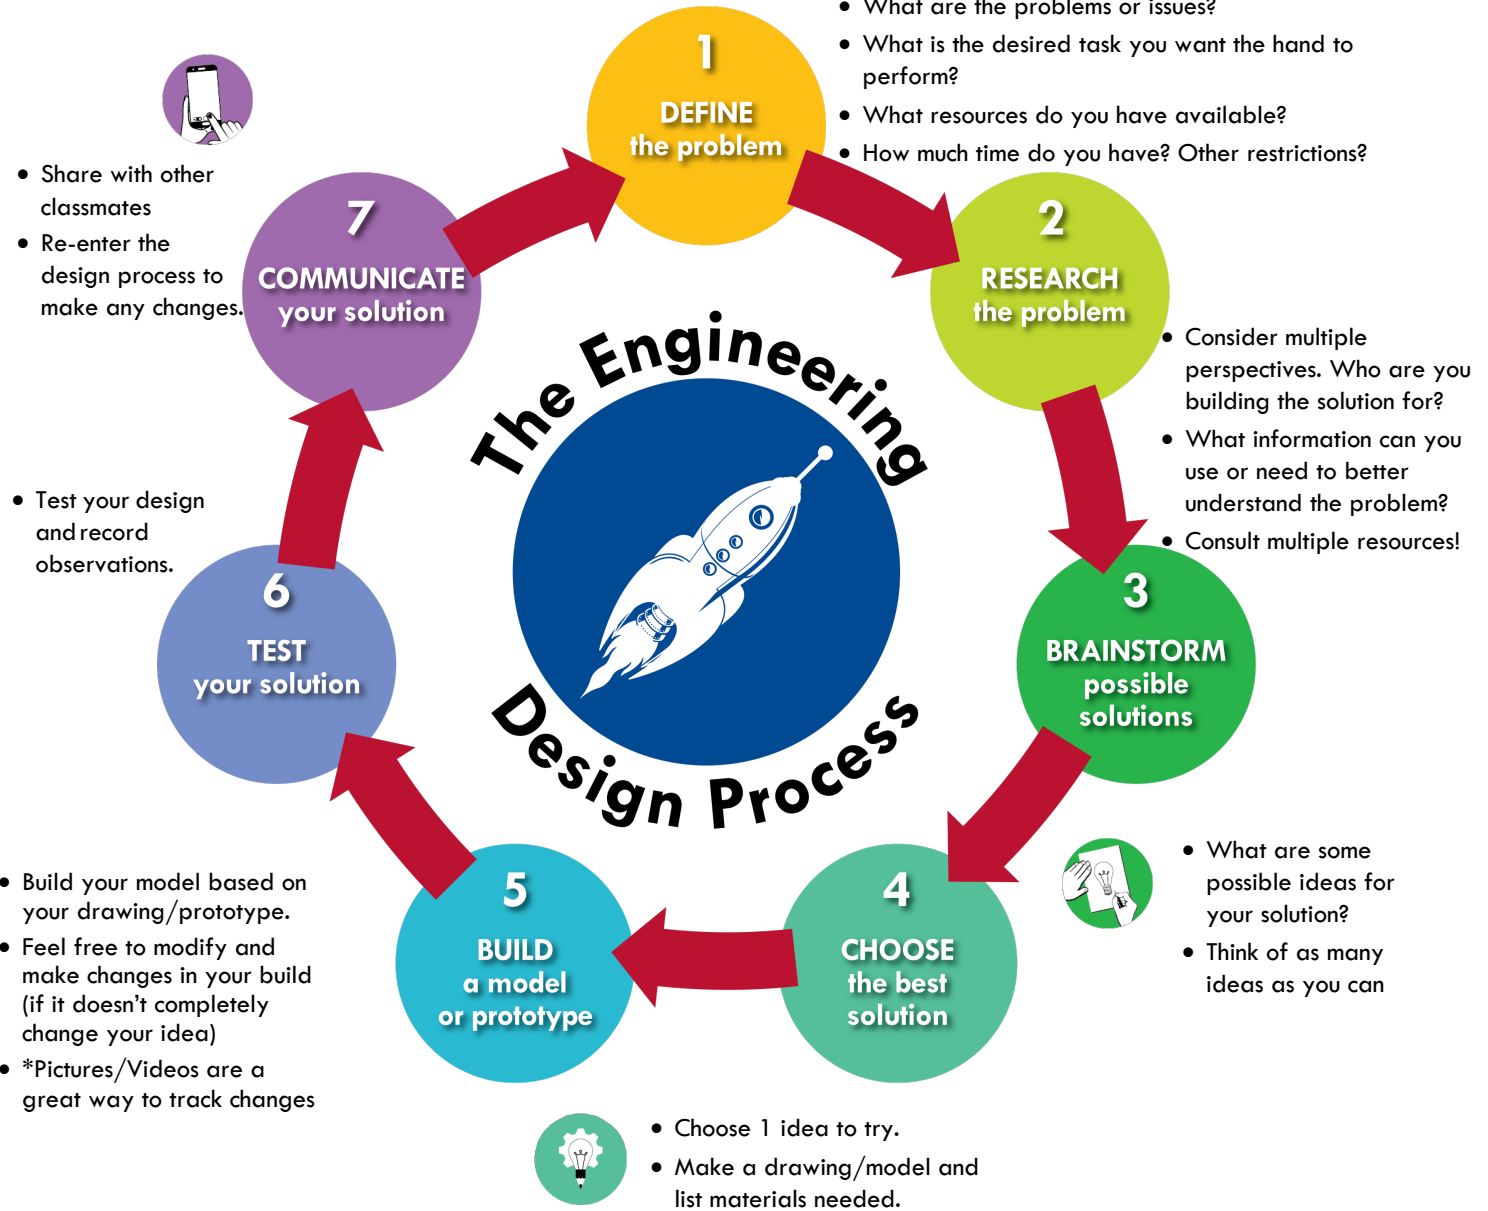 • What are the problems or issues?
• What is the desired task you want the hand to
perform?
• What resources do you have available?
• How much time do you have? Other restrictions?
1
DEFINE
the problem
2
RESEARCH
the problem
• Consider multiple
perspectives. Who are you
building the solution for?
• What information can you
use or need to better
understand the problem?
• Consult multiple resources!
3
BRAINSTORM
possible
solutions
• What are some
possible ideas for
your solution?
• Think of as many
ideas as you can
4
CHOOSE
the best
solution
• Choose 1 idea to try.
• Make a drawing/model and
list materials needed.
5
BUILD
a model
or prototype
• Build your model based on
your drawing/prototype.
• Feel free to modify and
make changes in your build
(if it doesn't completely
change your idea)
• *Pictures/Videos are a
great way to track changes
6
TEST
your solution
• Test your design
and record
observations.
7
COMMUNICATE
your solution
• Share with other
classmates
• Re-enter the
design process to
make any changes.
The Engineering
Design Process